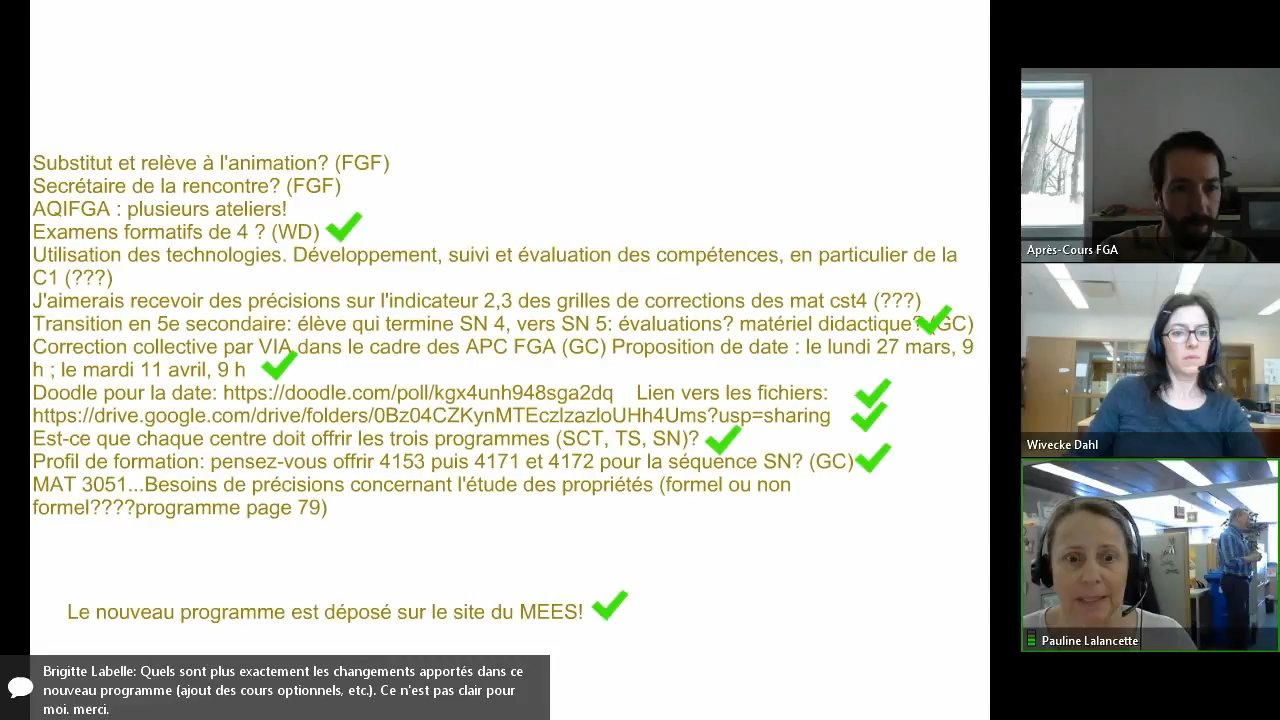 Substitut et relève à l'animation? (FGF)
Secrétaire de la rencontre? (FGF)
AQIFGA : plusieurs ateliers!
Examens formatifs de 4 ? (WD)
Utilisation des technologies. Développement, suivi et évaluation des compétences, en particulier de la
C1 (???)
J'aimerais recevoir des précisions sur l'indicateur 2,3 des grilles de corrections des mat cst4 (???)
Transition en 5e secondaire: élève qui termine SN 4, vers SN 5: évaluations? matériel didactique? (GC)
Correction collective par VIA dans le cadre des APC FGA (GC) Proposition de date : le lundi 27 mars, 9
h ; le mardi 11 avril, 9 h
Doodle pour la date: https://doodle.com/poll/kgx4unh948sga2dq Lien vers les fichiers:
https://drive.google.com/drive/folders/0Bz04CZKynMTEczlzazloUHh4Ums?usp=sharing
Est-ce que chaque centre doit offrir les trois programmes (SCT, TS, SN)?
Profil de formation: pensez-vous offrir 4153 puis 4171 et 4172 pour la séquence SN? (GC)
MAT 3051...Besoins de précisions concernant l'étude des propriétés (formel ou non
formel????programme page 79)
Le nouveau programme est déposé sur le site du MEES!
Brigitte Labelle: Quels sont plus exactement les changements apportés dans ce
nouveau programme (ajout des cours optionnels, etc.). Ce n'est pas clair pour
moi. merci.
Après-Cours FGA
Wivecke Dahl
Pauline Lalancette